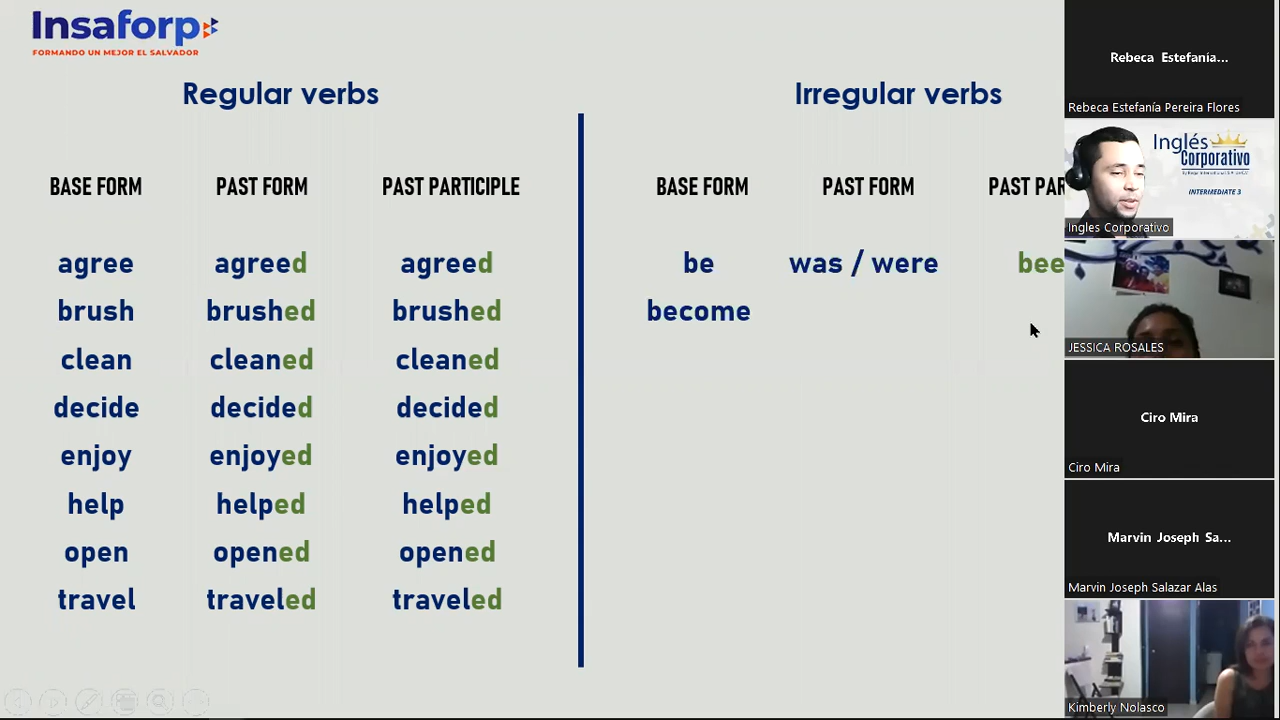 Insaforp
FORMANDO UN MEJOR EL SALVADOR
Regular verbs
BASE FORM PAST FORM PAST PARTICIPLE
agree agreed agreed
brush brushed brushed
clean cleaned cleaned
decide decided decided
enjoy enjoyed enjoyed
help helped helped
open opened opened
travel traveled traveled
Irregular verbs
BASE FORM PAST FORM PAST PAR
be was / were bee
become
Rebeca Estefanía...
Rebeca Estefanía Pereira Flores
Inglés
Corporativo
INTERMEDIATE 3
Ingles Corporativo
JESSICA ROSALES
Ciro Mira
Ciro Mira
Marvin Joseph Sa...
Marvin Joseph Salazar Alas
Kimberly Nolasco